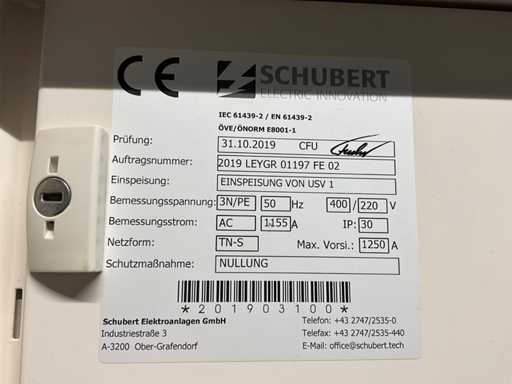 CE SCHUBERT
ELECTRIC INNOVATION
IEC 61439-2 / EN 61439-2
ÖVE/ÖNORM E8001-1
Prüfung: 31.10.2019 CFU
Auftragsnummer: 2019 LEYGR 01197 FE 02
Einspeisung: EINSPEISUNG VON USV 1
Bemessungsspannung: 3N/PE 50 Hz 400 / 220 V
Bemessungsstrom: AC 1155 A IP: 30
Netzform: TN-S Max. Vorsi.: 1250 A
Schutzmaßnahme: NULLUNG
*201903100*
Schubert Elektroanlagen GmbH Telefon: +43 2747/2535-0
Industriestraße 3 Telefax: +43 2747/2535-440
A-3200 Ober-Grafendorf E-Mail: office@schubert.tech